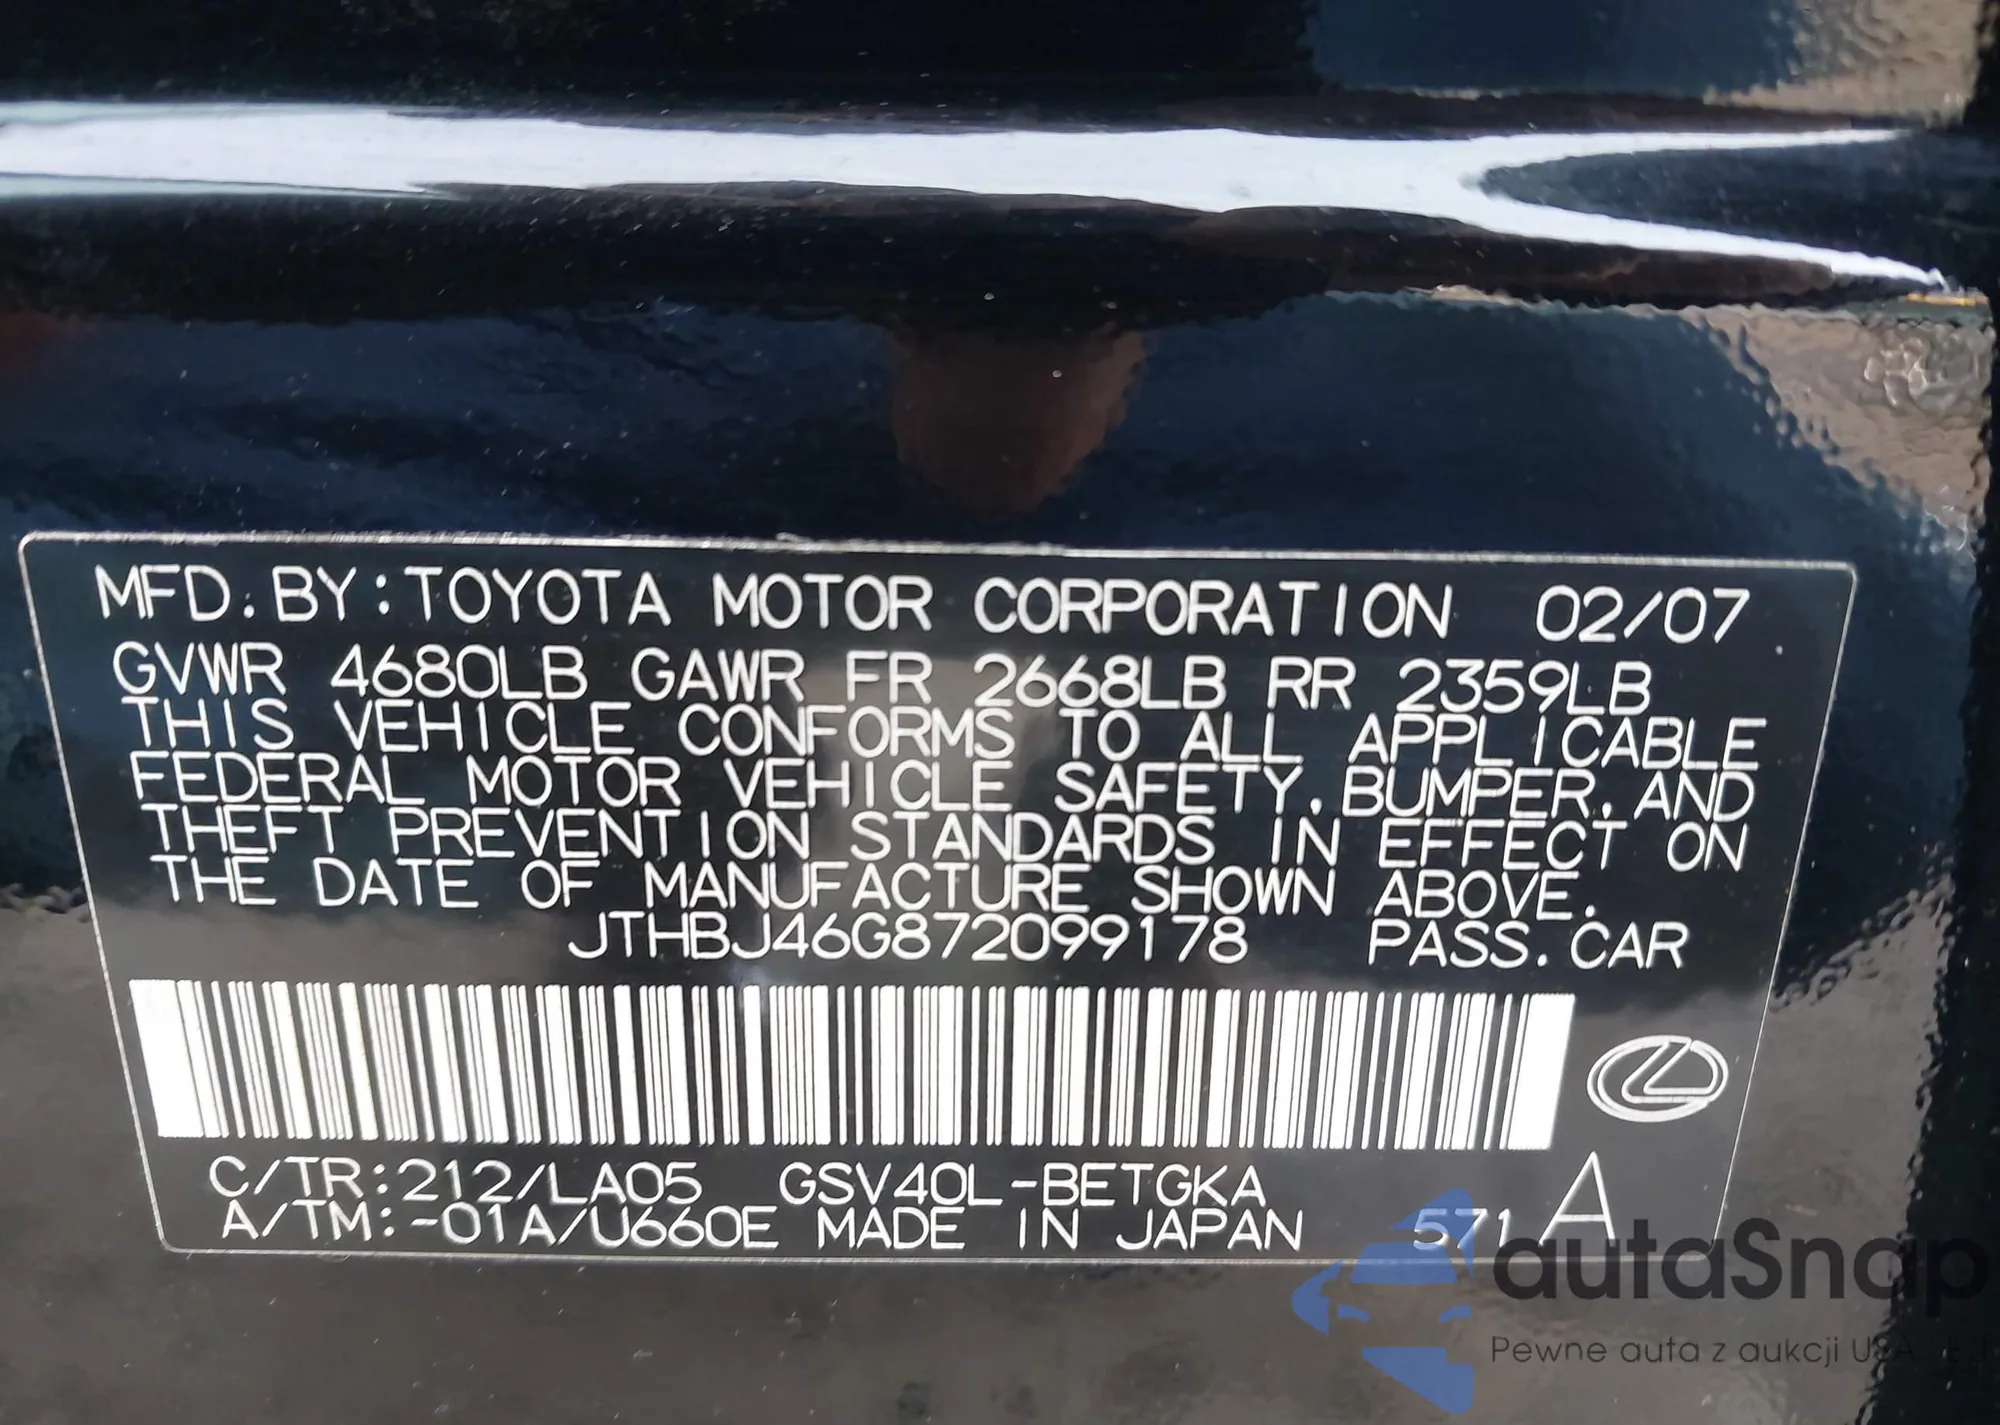 MFD. BY: TOYOTA MOTOR CORPORATION 02/07
GVWR 4680LB GAWR FR 2668LB RR 2359LB
THIS VEHICLE CONFORMS TO ALL APPLICABLE
FEDERAL MOTOR VEHICLE SAFETY, BUMPER, AND
THEFT PREVENTION STANDARDS IN EFFECT ON
THE DATE OF MANUFACTURE SHOWN ABOVE.
JTHBJ46G872099178 PASS. CAR
C/TR: 212/LA05 GSV40L-BETGKA
A/TM: -01A/U660E MADE IN JAPAN 571 A
autaSnap
Pewne auta z aukcji